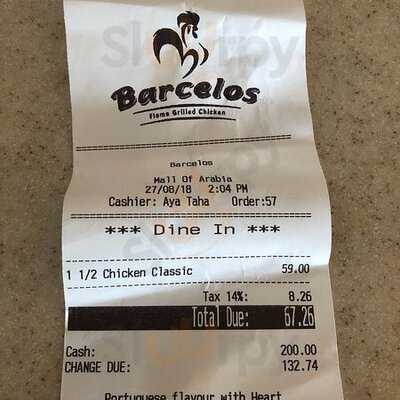 Barcelos
Flame Grilled Chicken
Barcelos
Mall Of Arabia
27/08/18 2:04 PM
Cashier: Aya Taha Order:57
*** Dine In ***
1 1/2 Chicken Classic 59.00
Tax 14%: 8.26
Total Due: 67.26
Cash: 200.00
CHANGE DUE: 132.74
Portuguese flavour with Heart